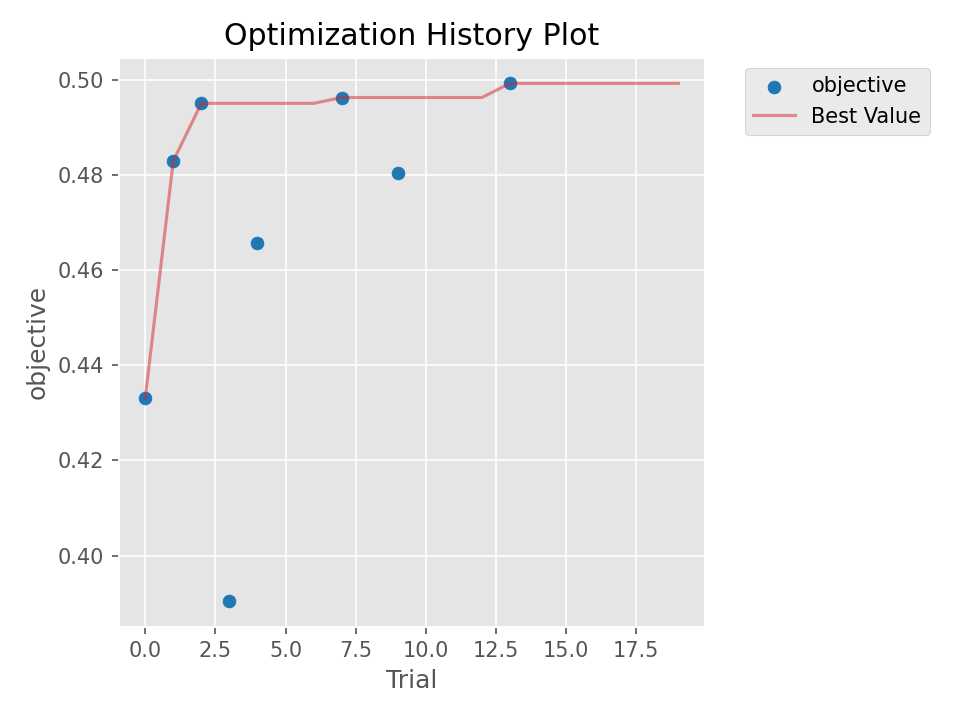 Optimization History Plot
0.50
0.48
0.46
0.44
0.42
0.40
objective
0.0 2.5 5.0 7.5 10.0 12.5 15.0 17.5
Trial
objective
Best Value